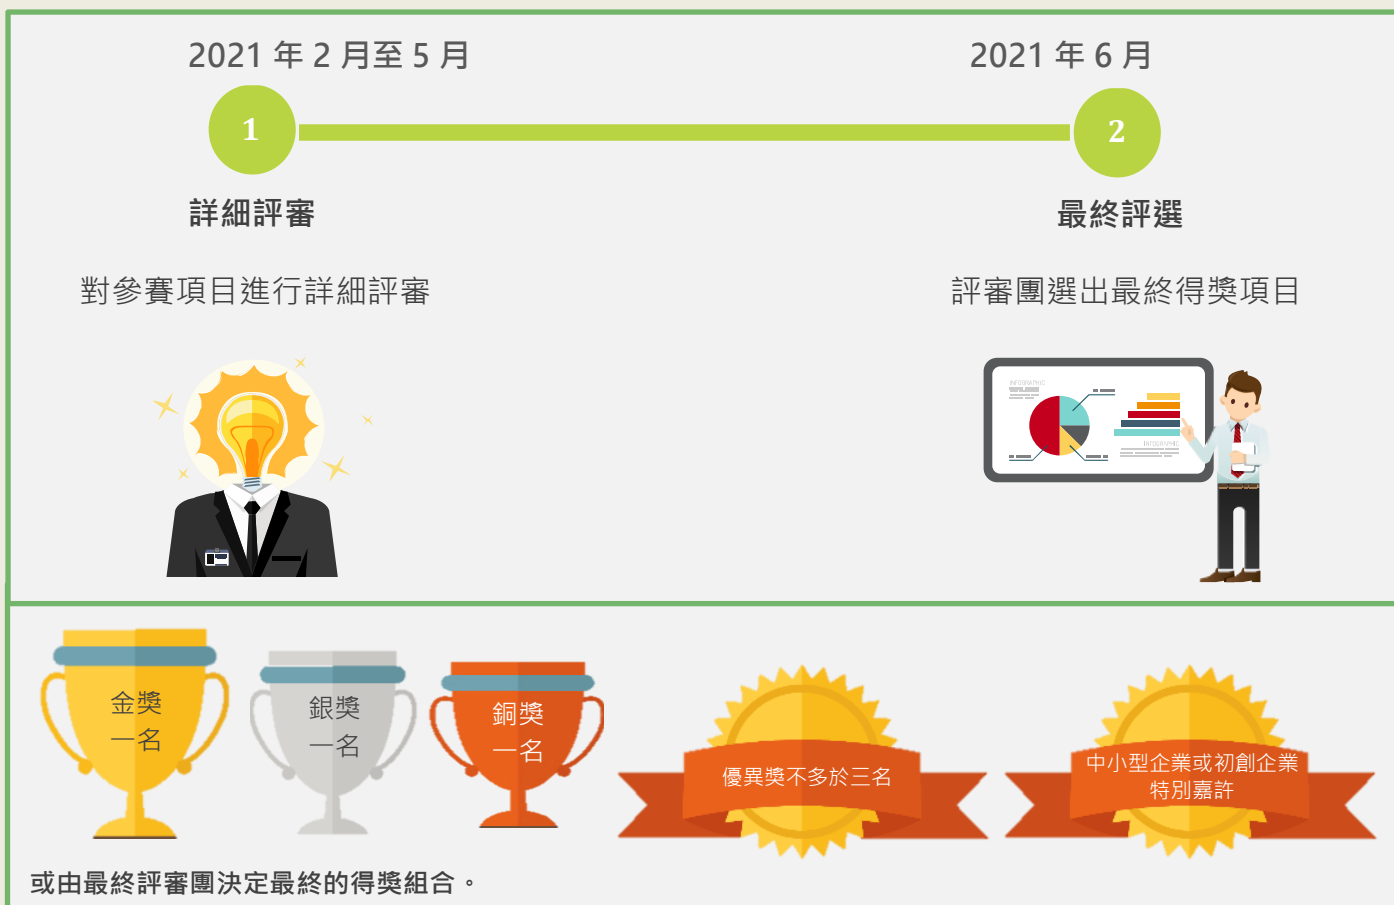 2021 年 2 月至 5 月
2021 年 6 月
1
2
詳細評審
最終評選
對參賽項目進行詳細評審
評審團選出最終得獎項目
INFOGRAPHIC
INFOGRAPHIC
金獎
一名
銀獎
一名
銅獎
一名
優異獎不多於三名
中小型企業或初創企業
特別嘉許
或由最終評審團決定最終的得獎組合。